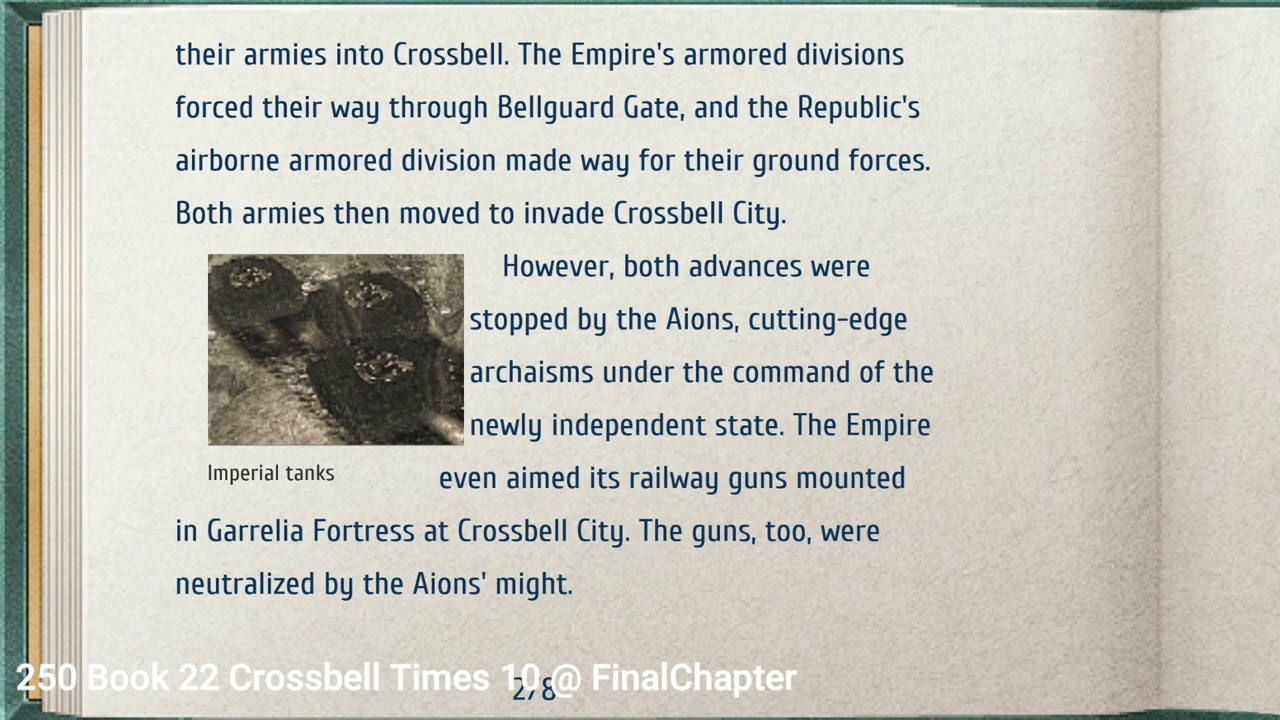 their armies into Crossbell. The Empire's armored divisions
forced their way through Bellguard Gate, and the Republic's
airborne armored division made way for their ground forces.
Both armies then moved to invade Crossbell City.
However, both advances were
stopped by the Aions, cutting-edge
archaisms under the command of the
newly independent state. The Empire
Imperial tanks
even aimed its railway guns mounted
in Garrelia Fortress at Crossbell City. The guns, too, were
neutralized by the Aions' might.
250 Book 22 Crossbell Times 10 @ FinalChapter
2/8